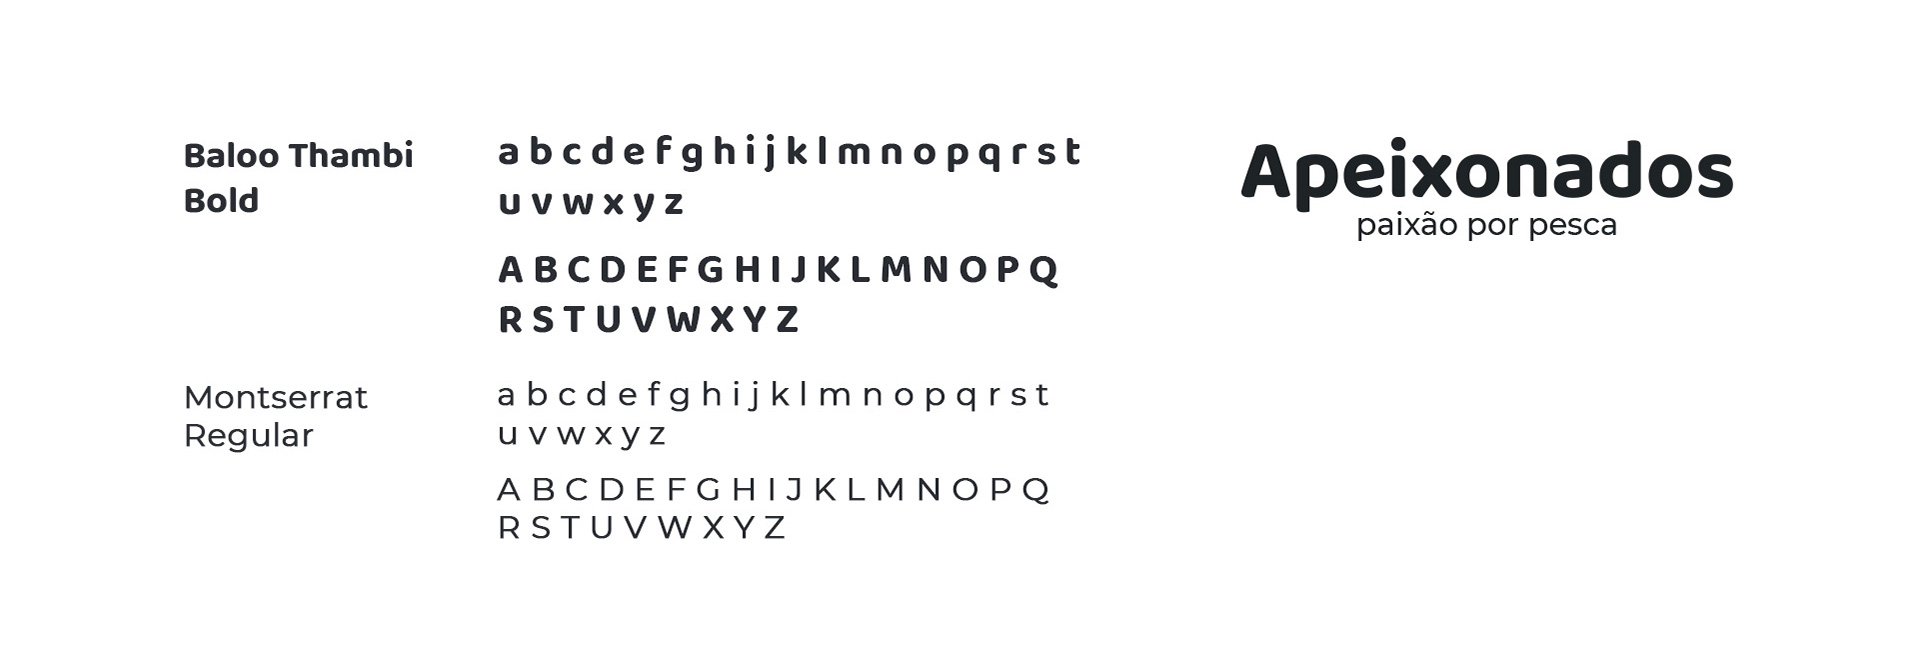 Baloo Thambi
Bold
a b c d e f g h i j k l m n o p q r s t
u v w x y z
A B C D E F G H I J K L M N O P Q
R S T U V W X Y Z
Montserrat
Regular
a b c d e f g h i j k l m n o p q r s t
u v w x y z
A B C D E F G H I J K L M N O P Q
R S T U V W X Y Z
Apeixonados
paixão por pesca